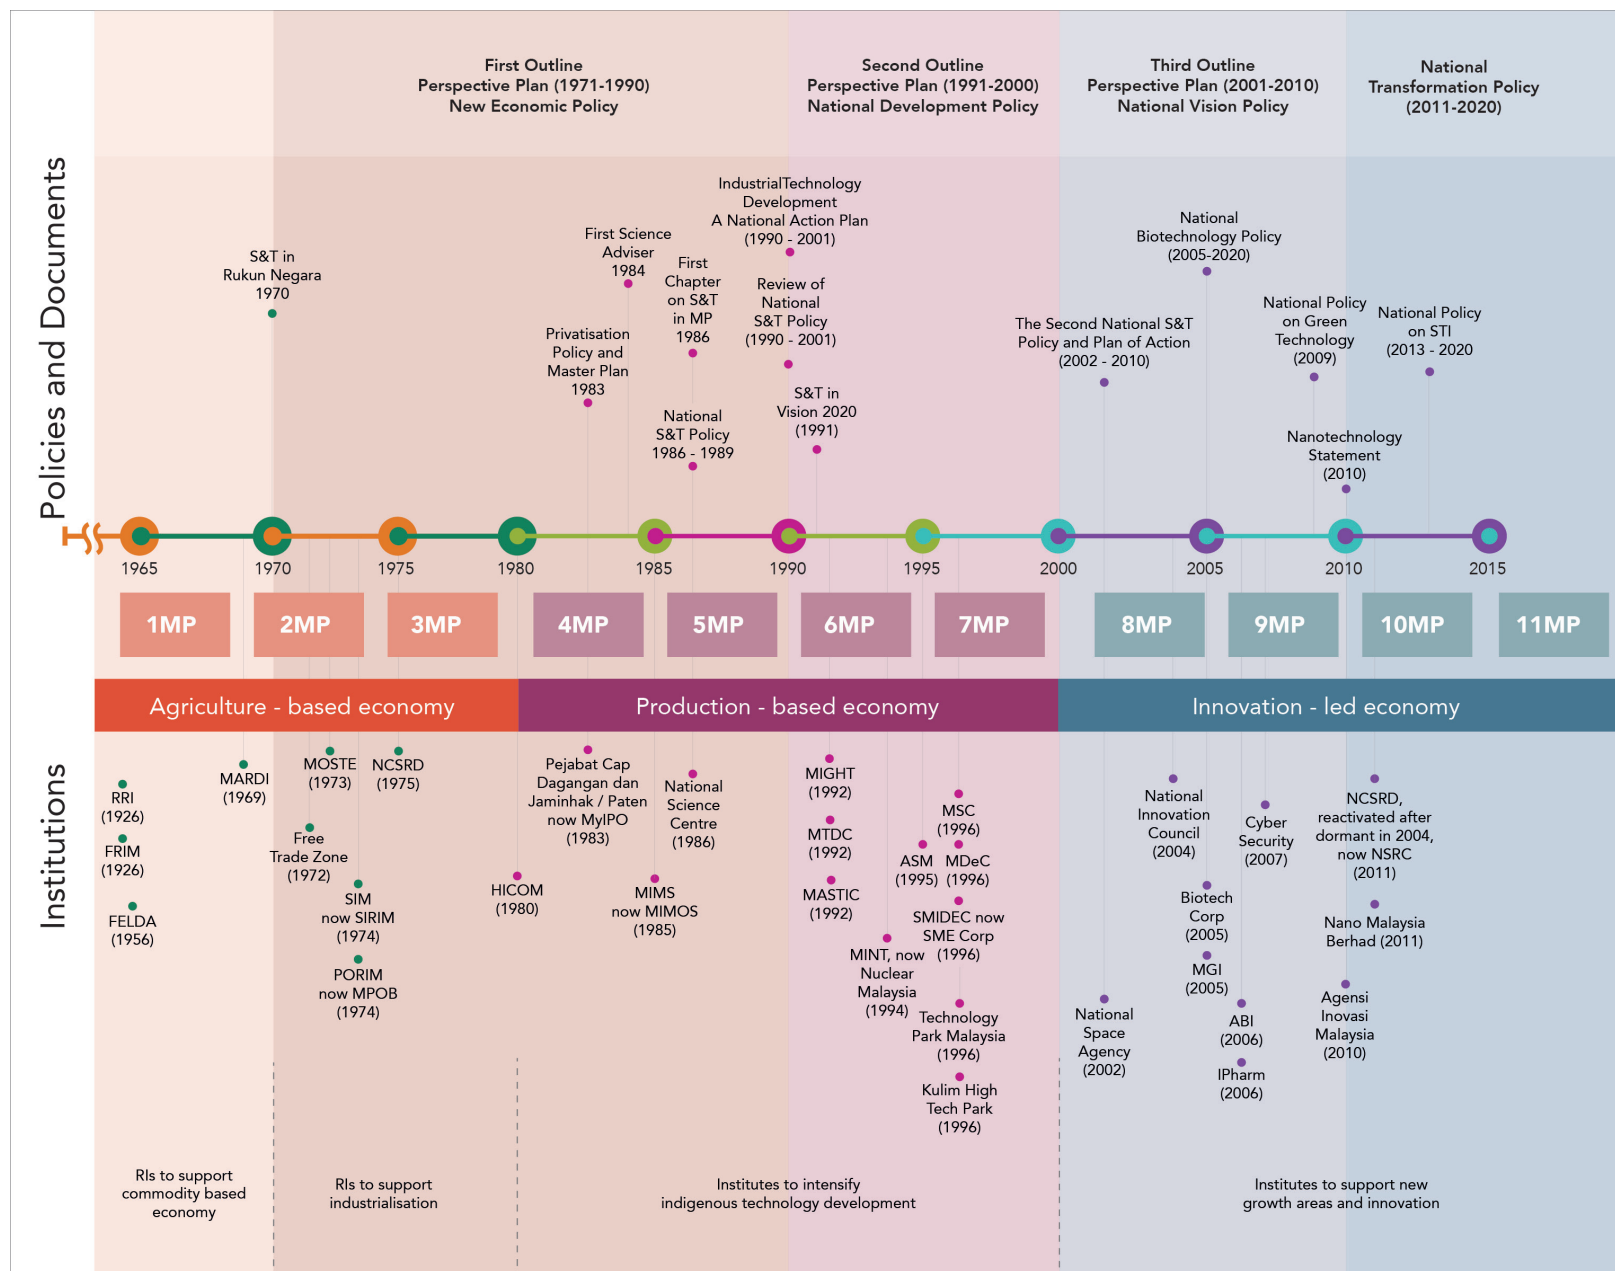 First Outline
Perspective Plan (1971-1990)
New Economic Policy
Second Outline
Perspective Plan (1991-2000)
National Development Policy
Third Outline
Perspective Plan (2001-2010)
National Vision Policy
National
Transformation Policy
(2011-2020)
Policies and Documents
S&T in
Rukun Negara
1970
First Science
Adviser
1984
Privatisation
Policy and
Master Plan
1983
First
Chapter
on S&T
in MP
1986
National
S&T Policy
1986 - 1989
IndustrialTechnology
Development
A National Action Plan
(1990 - 2001)
Review of
National
S&T Policy
(1990 - 2001)
S&T in
Vision 2020
(1991)
The Second National S&T
Policy and Plan of Action
(2002 - 2010)
National
Biotechnology Policy
(2005-2020)
National Policy
on Green
Technology
(2009)
Nanotechnology
Statement
(2010)
National Policy
on STI
(2013 - 2020
1965
1970
1975
1980
1985
1990
1995
2000
2005
2010
2015
1MP
2MP
3MP
4MP
5MP
6MP
7MP
8MP
9MP
10MP
11MP
Agriculture - based economy
Production - based economy
Innovation - led economy
Institutions
RRI
(1926)
FRIM
(1926)
FELDA
(1956)
MARDI
(1969)
MOSTE
(1973)
NCSRD
(1975)
Free
Trade Zone
(1972)
SIM
now SIRIM
(1974)
PORIM
now MPOB
(1974)
HICOM
(1980)
Pejabat Cap
Dagangan dan
Jaminhak / Paten
now MyIPO
(1983)
MIMS
now MIMOS
(1985)
National
Science
Centre
(1986)
MIGHT
(1992)
MTDC
(1992)
MASTIC
(1992)
MINT, now
Nuclear
Malaysia
(1994)
ASM
(1995)
MSC
(1996)
MDeC
(1996)
SMIDEC now
SME Corp
(1996)
Technology
Park Malaysia
(1996)
Kulim High
Tech Park
(1996)
National
Space
Agency
(2002)
National
Innovation
Council
(2004)
Biotech
Corp
(2005)
MGI
(2005)
Cyber
Security
(2007)
ABI
(2006)
IPharm
(2006)
NCSRD,
reactivated after
dormant in 2004,
now NSRC
(2011)
Nano Malaysia
Berhad (2011)
Agensi
Inovasi
Malaysia
(2010)
RIs to support
commodity based
economy
RIs to support
industrialisation
Institutes to intensify
indigenous technology development
Institutes to support new
growth areas and innovation